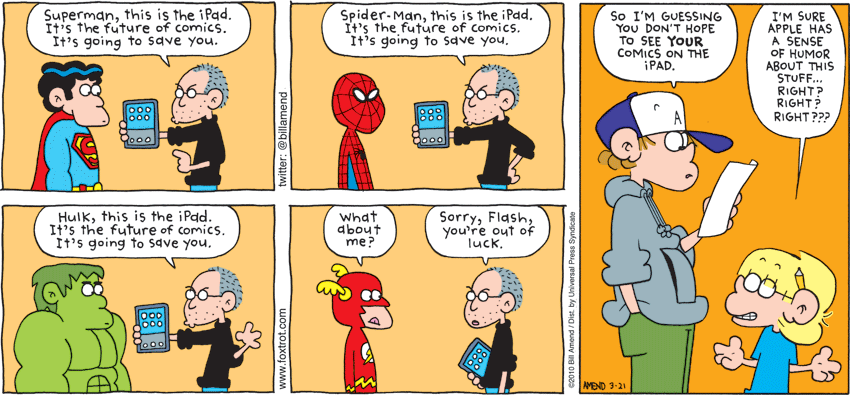 Superman, this is the iPad.
It's the future of comics.
It's going to save you.
twitter: @billamend
Spider-Man, this is the iPad.
It's the future of comics.
It's going to save you.
Hulk, this is the iPad.
It's the future of comics.
It's going to save you.
www.foxtrot.com
What
about
me?
Sorry, Flash,
you're out of
luck.
©2010 Bill Amend / Dist. by Universal Press Syndicate
SO I'M GUESSING
YOU DON'T HOPE
TO SEE YOUR
COMICS ON THE
iPAD.
I'M SURE
APPLE HAS
A SENSE
OF HUMOR
ABOUT THIS
STUFF...
RIGHT?
RIGHT?
RIGHT???
S
A
AMEND 3-21